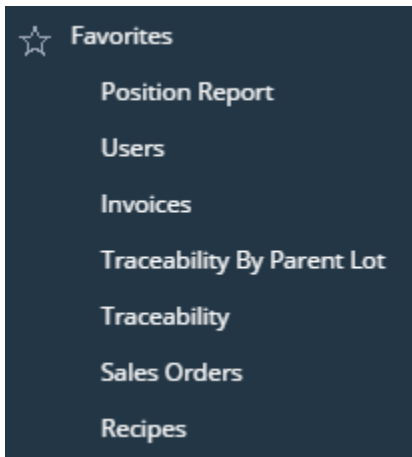 Favorites
Position Report
Users
Invoices
Traceability By Parent Lot
Traceability
Sales Orders
Recipes